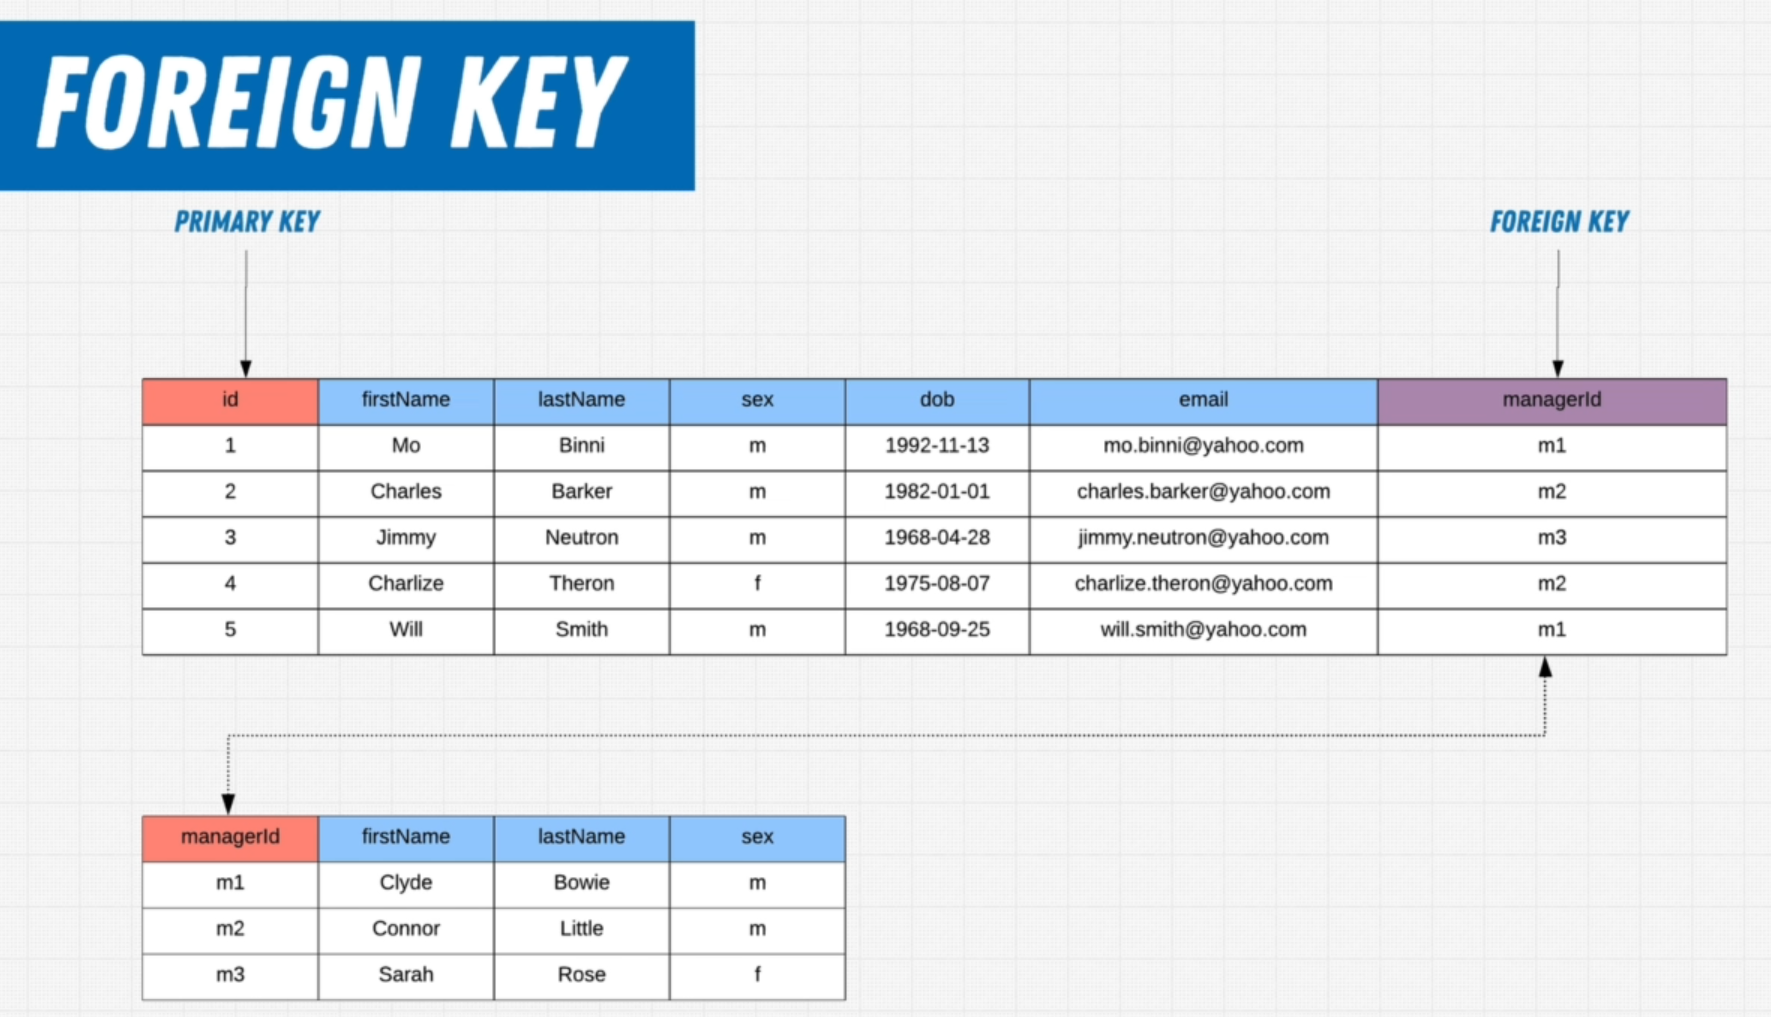 FOREIGN KEY
PRIMARY KEY FOREIGN KEY
id firstName lastName sex dob email managerId
1 Mo Binni m 1992-11-13 mo.binni@yahoo.com m1
2 Charles Barker m 1982-01-01 charles.barker@yahoo.com m2
3 Jimmy Neutron m 1968-04-28 jimmy.neutron@yahoo.com m3
4 Charlize Theron f 1975-08-07 charlize.theron@yahoo.com m2
5 Will Smith m 1968-09-25 will.smith@yahoo.com m1
managerId firstName lastName sex
m1 Clyde Bowie m
m2 Connor Little m
m3 Sarah Rose f